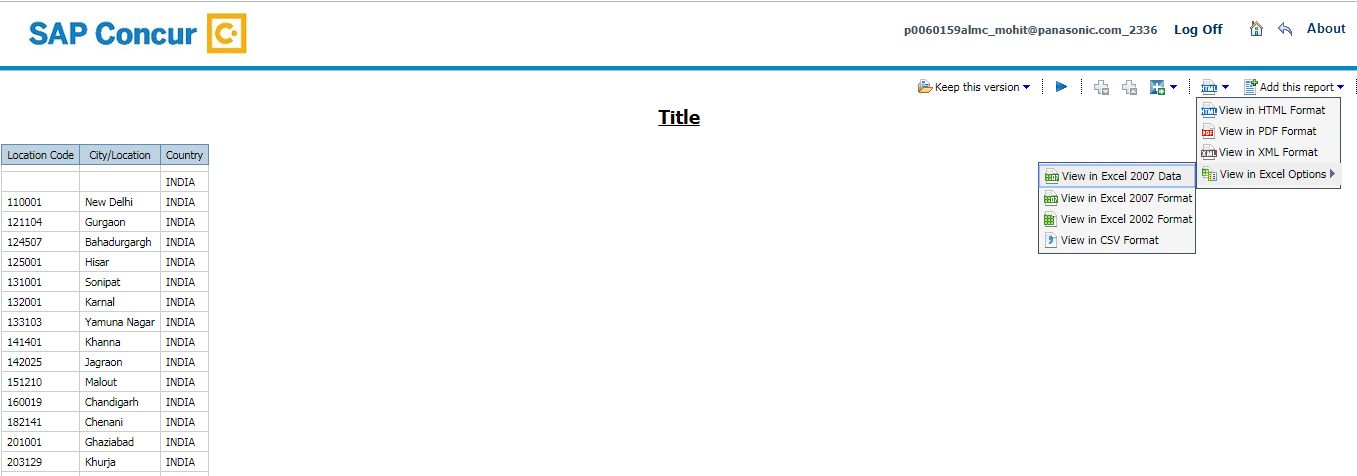 SAP Concur C.
p0060159almc_mohit@panasonic.com_2336 Log Off About
Keep this version Add this report
Title
View in HTML Format
View in PDF Format
View in XML Format
View in Excel Options
View in Excel 2007 Data
View in Excel 2007 Format
View in Excel 2002 Format
View in CSV Format
Location Code City/Location Country
INDIA
110001 New Delhi INDIA
121104 Gurgaon INDIA
124507 Bahadurgargh INDIA
125001 Hisar INDIA
131001 Sonipat INDIA
132001 Karnal INDIA
133103 Yamuna Nagar INDIA
141401 Khanna INDIA
142025 Jagraon INDIA
151210 Malout INDIA
160019 Chandigarh INDIA
182141 Chenani INDIA
201001 Ghaziabad INDIA
203129 Khurja INDIA